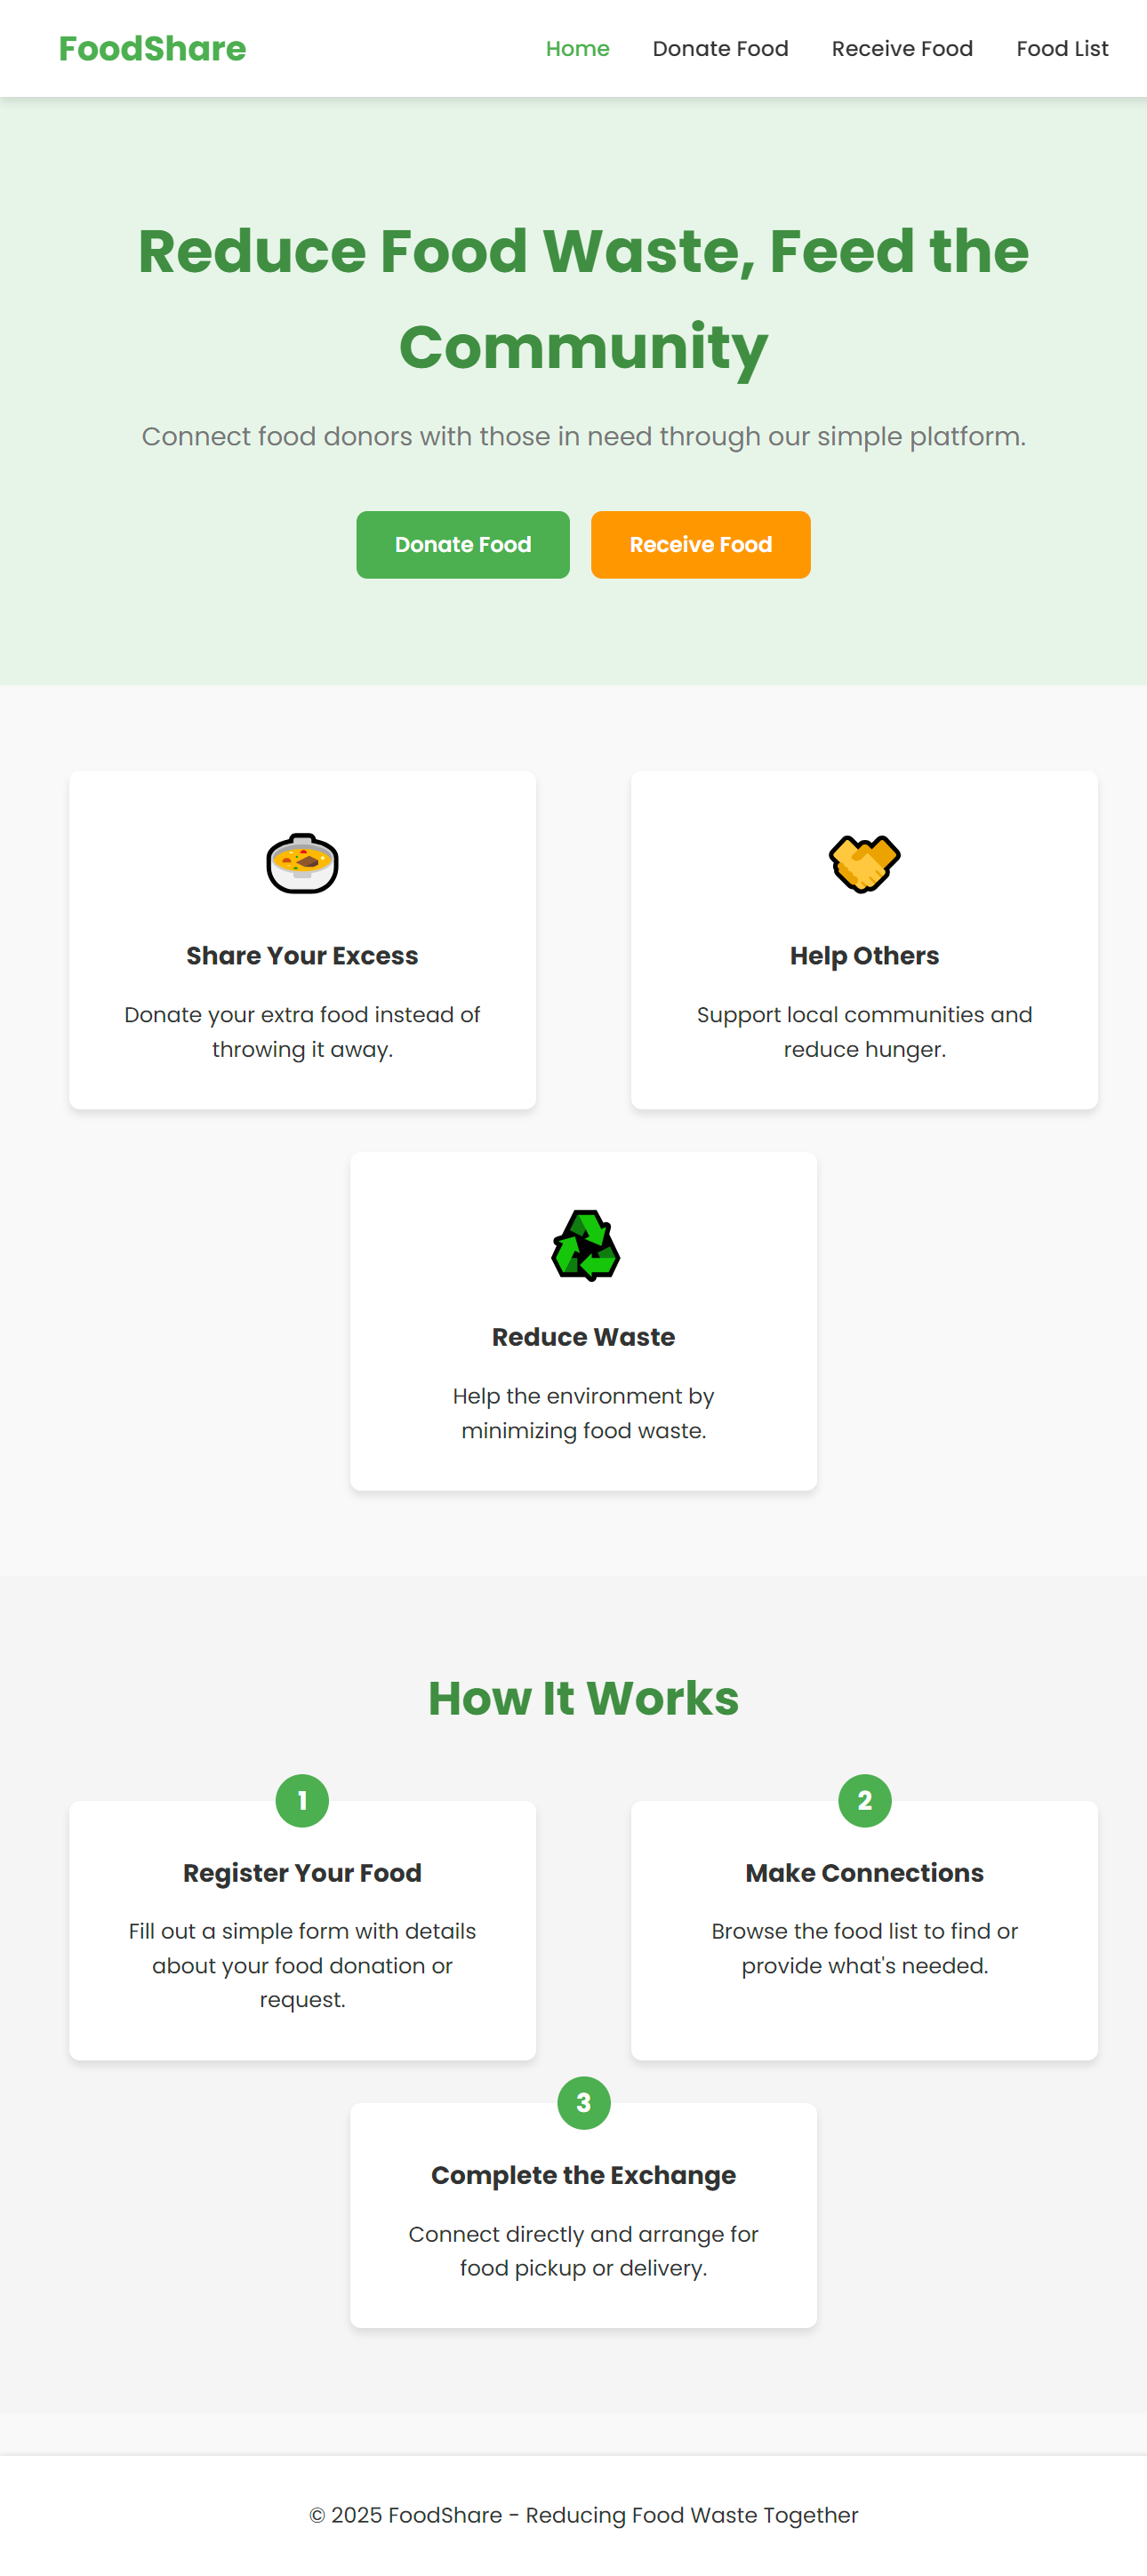 FoodShare
Home
Donate Food
Receive Food
Food List
Reduce Food Waste, Feed the
Community
Connect food donors with those in need through our simple platform.
Donate Food
Receive Food
Share Your Excess
Donate your extra food instead of
throwing it away.
Help Others
Support local communities and
reduce hunger.
Reduce Waste
Help the environment by
minimizing food waste.
How It Works
1
Register Your Food
Fill out a simple form with details
about your food donation or
request.
2
Make Connections
Browse the food list to find or
provide what's needed.
3
Complete the Exchange
Connect directly and arrange for
food pickup or delivery.
© 2025 FoodShare - Reducing Food Waste Together